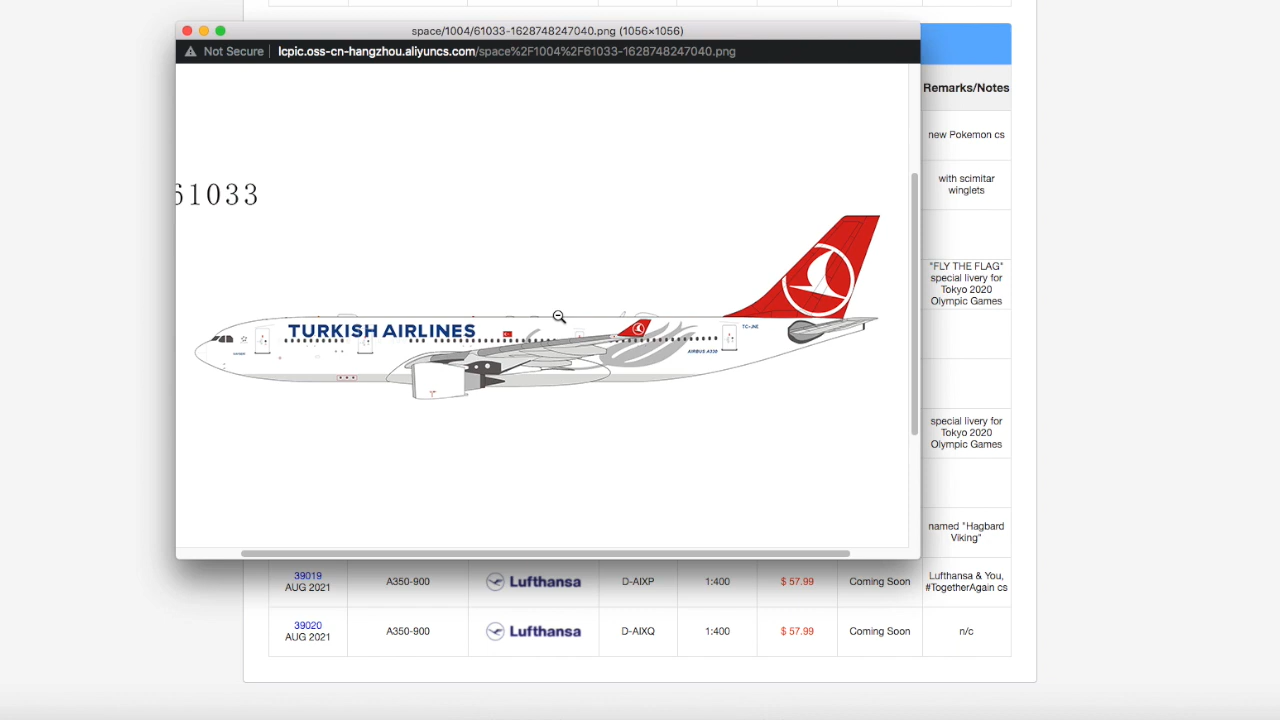 space/1004/61033-1628748247040.png (1056×1056)
Not Secure lcpic.oss-cn-hangzhou.aliyuncs.com/space%2F1004%2F61033-1628748247040.png
61033
TURKISH AIRLINES
TC-JNE
AIRBUS A330
Remarks/Notes
new Pokemon cs
with scimitar
winglets
"FLY THE FLAG"
special livery for
Tokyo 2020
Olympic Games
special livery for
Tokyo 2020
Olympic Games
named "Hagbard
Viking"
39019
AUG 2021
A350-900
Lufthansa
D-AIXP
1:400
$ 57.99
Coming Soon
Lufthansa & You,
#TogetherAgain cs
39020
AUG 2021
A350-900
Lufthansa
D-AIXQ
1:400
$ 57.99
Coming Soon
n/c